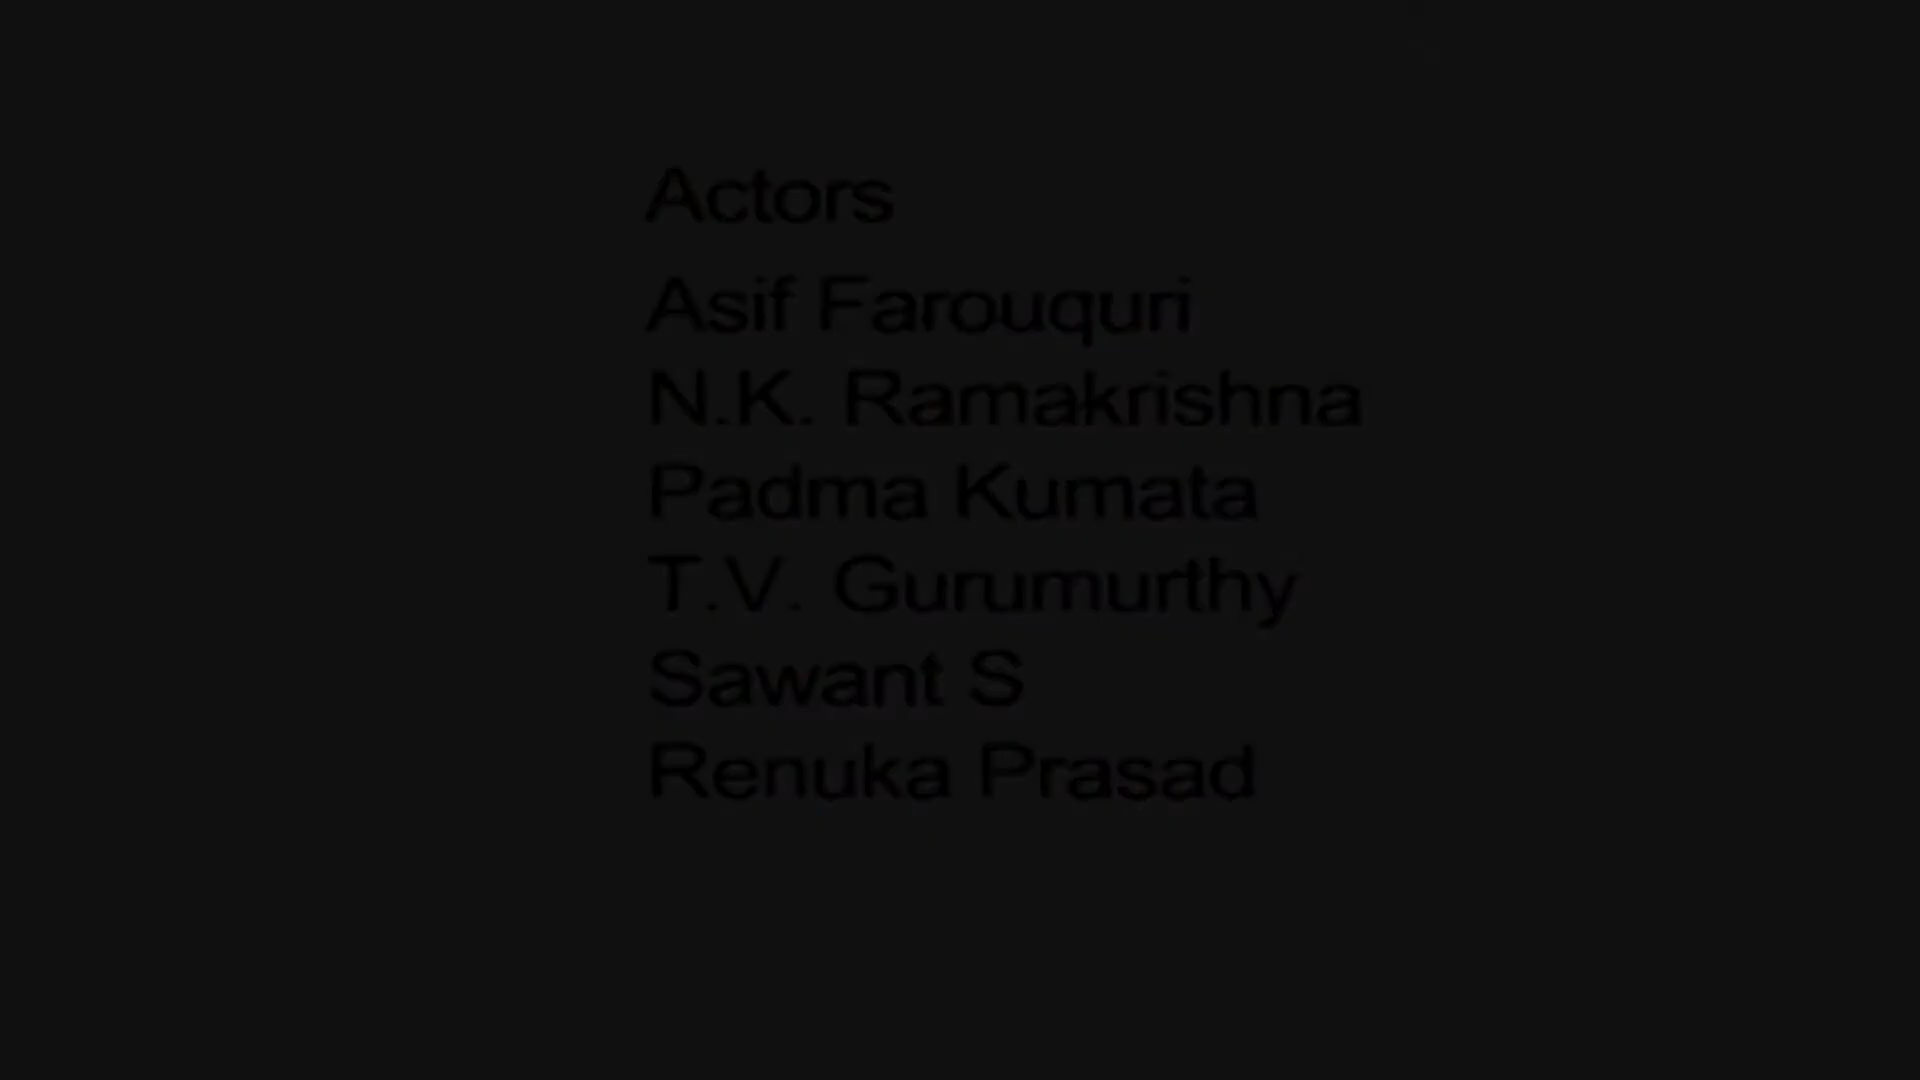 Actors
Asif Farouquri
N.K. Ramakrishna
Padma Kumata
T.V. Gurumurthy
Sawant S
Renuka Prasad